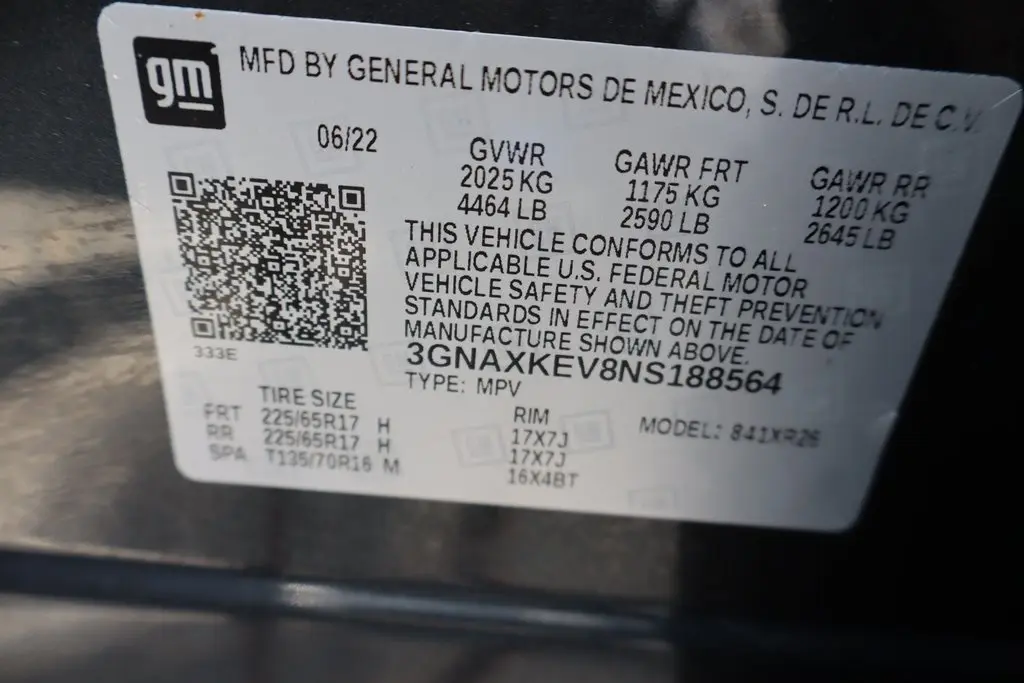 gm
MFD BY GENERAL MOTORS DE MEXICO, S. DE R.L. DE C.V.
06/22
GVWR GAWR FRT GAWR RR
2025 KG 1175 KG 1200 KG
4464 LB 2590 LB 2645 LB
THIS VEHICLE CONFORMS TO ALL
APPLICABLE U.S. FEDERAL MOTOR
VEHICLE SAFETY AND THEFT PREVENTION
STANDARDS IN EFFECT ON THE DATE OF
MANUFACTURE SHOWN ABOVE.
333E
3GNAXKEV8NS188564
TYPE: MPV
TIRE SIZE RIM MODEL: 841XR26
FRT 225/65R17 H 17X7J
RR 225/65R17 H 17X7J
SPA T135/70R16 M 16X4BT